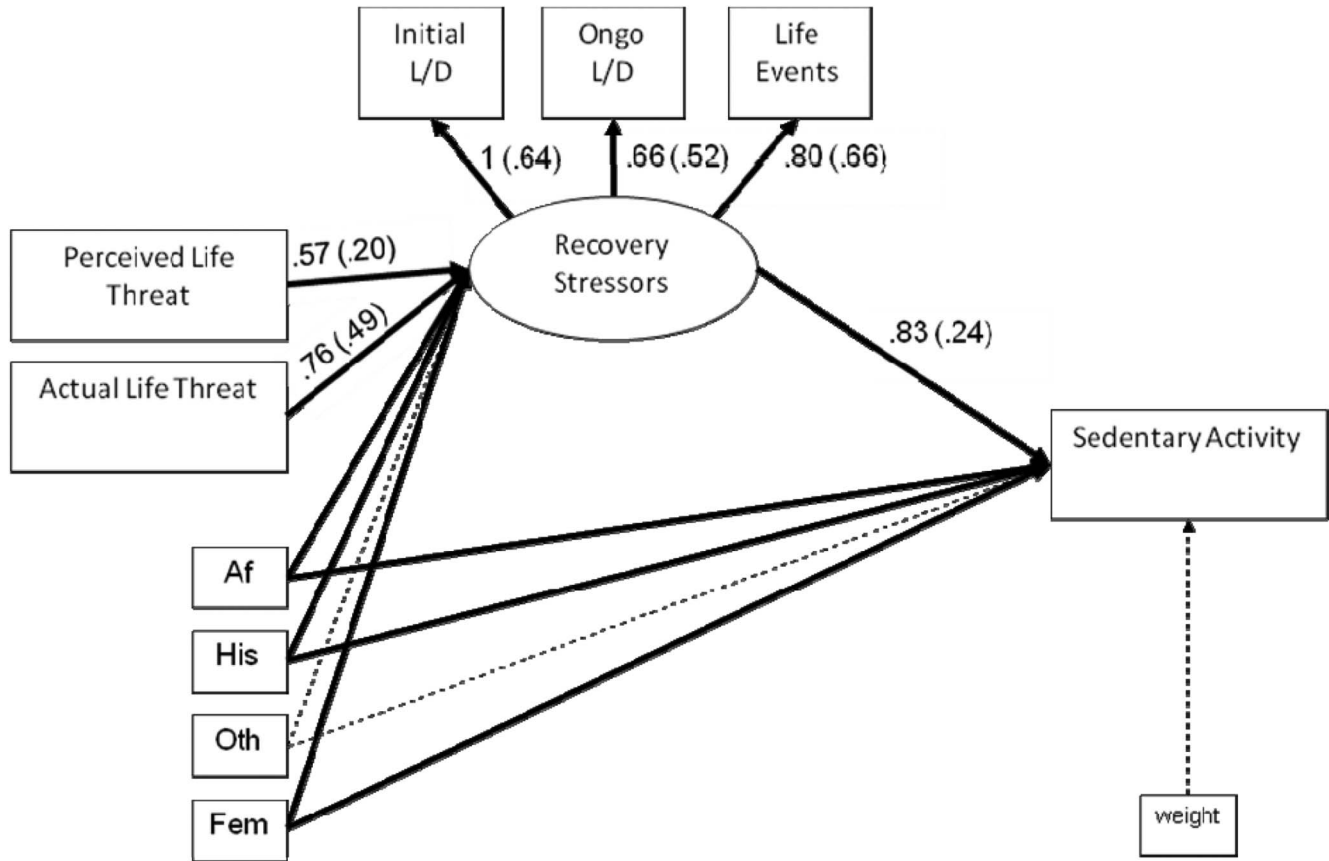 Initial
L/D
Ongo
L/D
Life
Events
1 (.64)
.66 (.52)
.80 (.66)
Perceived Life
Threat
.57 (.20)
Recovery
Stressors
Actual Life Threat
.76 (.49)
.83 (.24)
Sedentary Activity
Af
His
Oth
Fem
weight